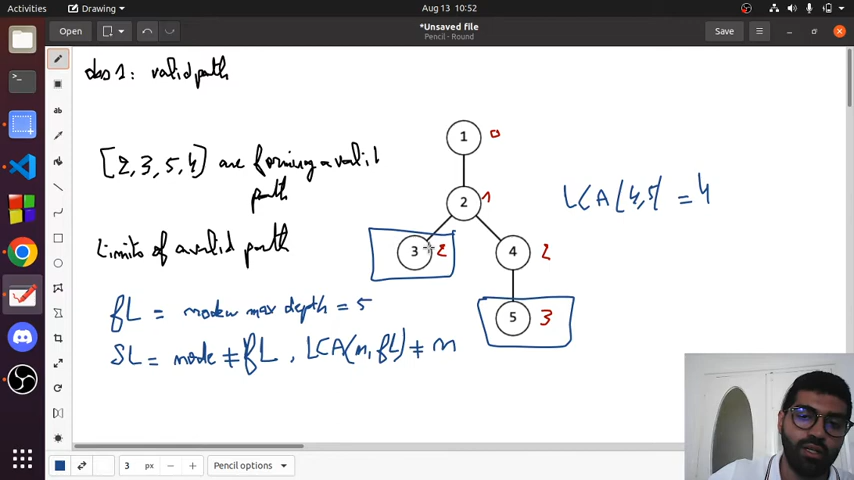 Activities
Drawing
Aug 13 10:52
Open
*Unsaved file
Pencil - Round
Save
obs 1: valid path
[2,3,5,4] are forming a valid
path
Limits of a valid path
fL = node w max depth = 5
SL = node ≠ fL , LCA(n, fL) ≠ n
1 0
2 1
3 2
4 2
5 3
LCA(4,5) = 4
ab
3 px
Pencil options